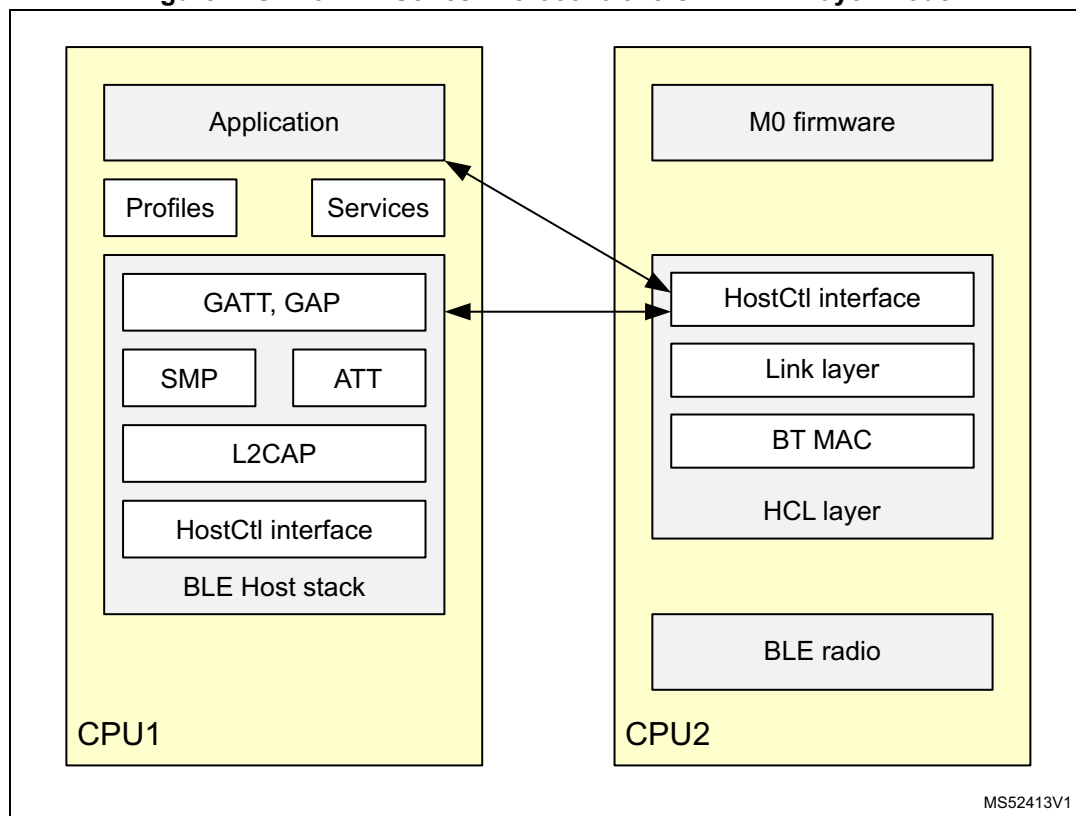 Application
Profiles
Services
GATT, GAP
SMP
ATT
L2CAP
HostCtl interface
BLE Host stack
CPU1
M0 firmware
HostCtl interface
Link layer
BT MAC
HCL layer
BLE radio
CPU2
MS52413V1